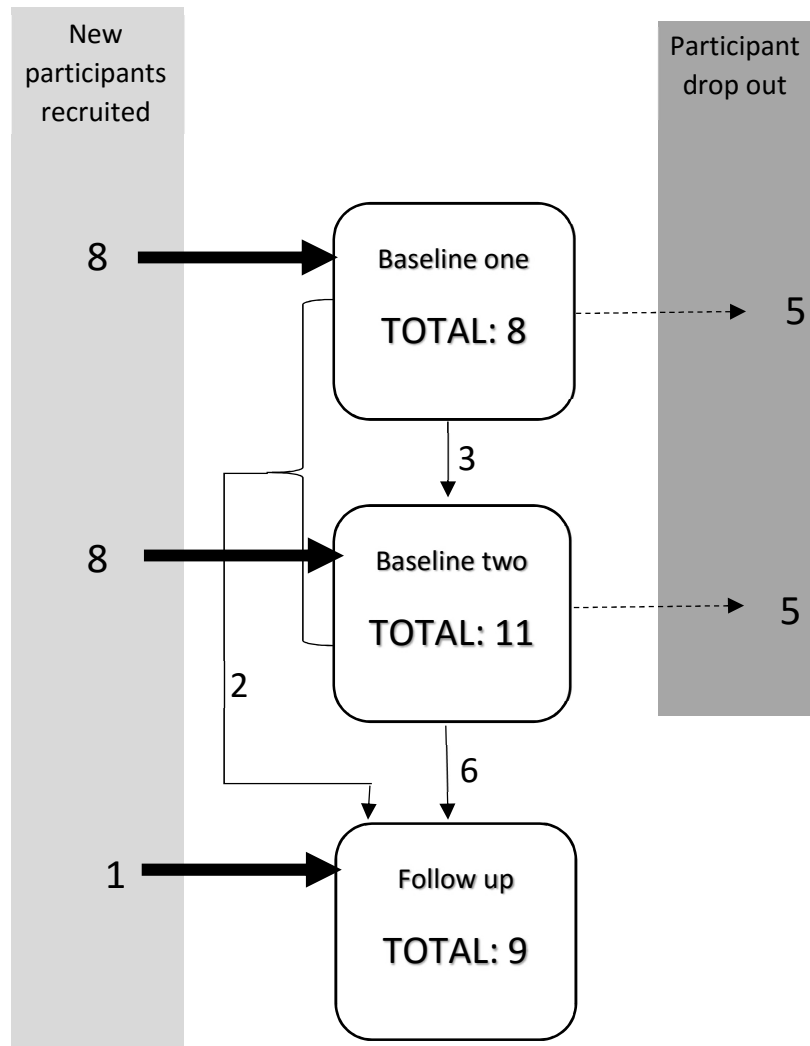 New
participants
recruited
Participant
drop out
8
Baseline one
TOTAL: 8
5
3
8
Baseline two
TOTAL: 11
5
2
6
1
Follow up
TOTAL: 9